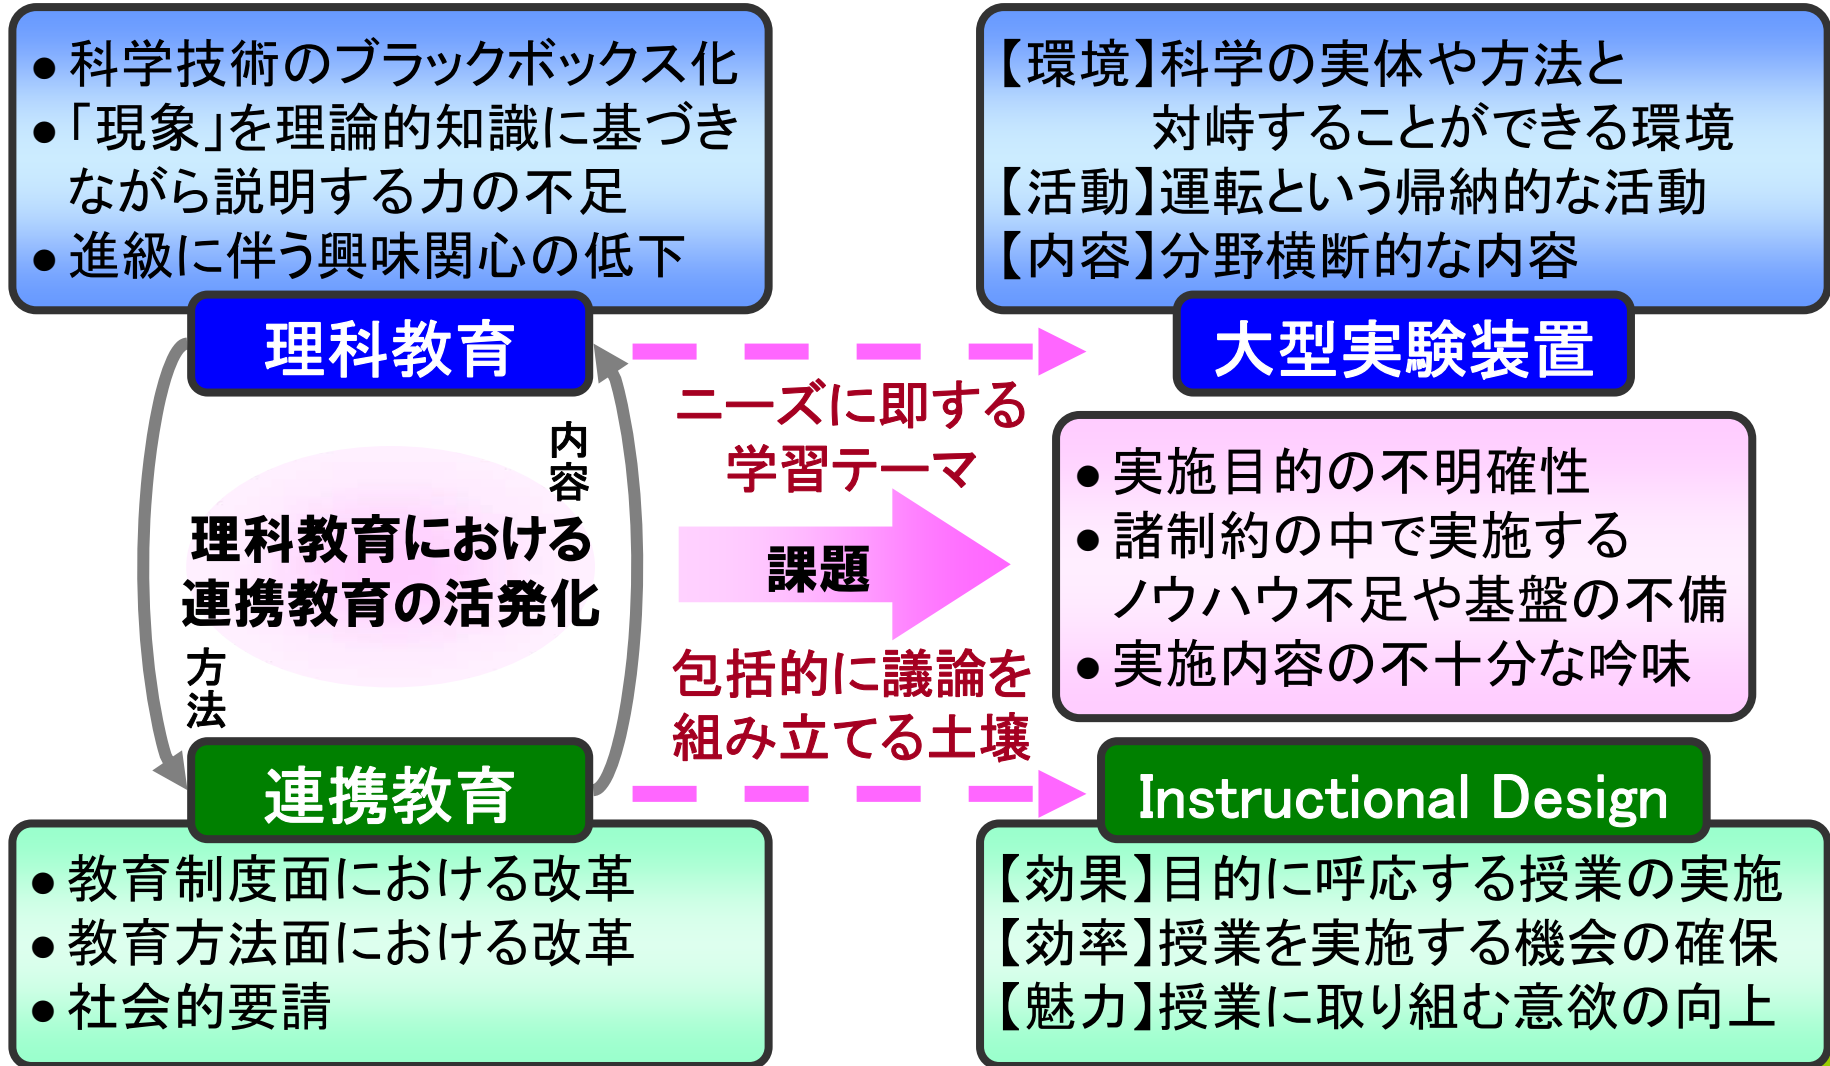 ● 科学技術のブラックボックス化
● 「現象」を理論的知識に基づき
ながら説明する力の不足
● 進級に伴う興味関心の低下
理科教育
【環境】科学の実体や方法と
対峙することができる環境
【活動】運転という帰納的な活動
【内容】分野横断的な内容
大型実験装置
内容
理科教育における
連携教育の活発化
方法
ニーズに即する
学習テーマ
課題
包括的に議論を
組み立てる土壌
● 実施目的の不明確性
● 諸制約の中で実施する
ノウハウ不足や基盤の不備
● 実施内容の不十分な吟味
連携教育
● 教育制度面における改革
● 教育方法面における改革
● 社会的要請
Instructional Design
【効果】目的に呼応する授業の実施
【効率】授業を実施する機会の確保
【魅力】授業に取り組む意欲の向上